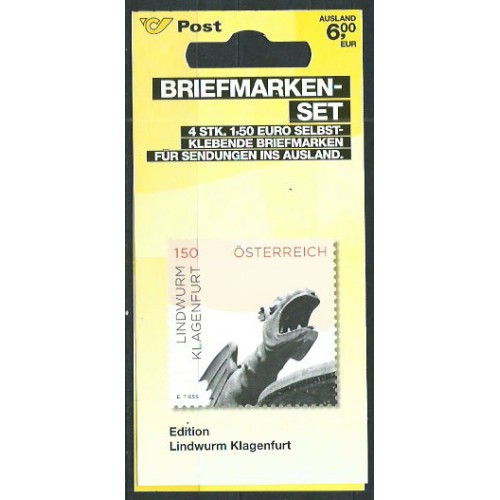 Post
AUSLAND
6,00
EUR
BRIEFMARKEN-
SET
4 STK. 1,50 EURO SELBST-
KLEBENDE BRIEFMARKEN
FÜR SENDUNGEN INS AUSLAND.
150 ÖSTERREICH
LINDWURM
KLAGENFURT
Edition
Lindwurm Klagenfurt